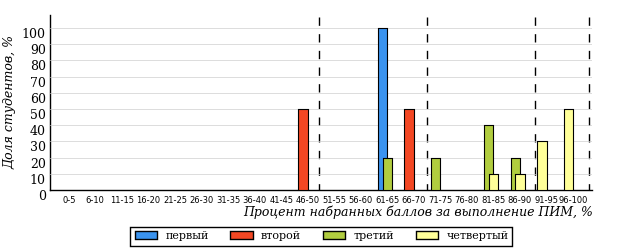 Доля студентов, %
100
90
80
70
60
50
40
30
20
10
0
0-5 6-10 11-15 16-20 21-25 26-30 31-35 36-40 41-45 46-50 51-55 56-60 61-65 66-70 71-75 76-80 81-85 86-90 91-95 96-100
Процент набранных баллов за выполнение ПИМ, %
первый второй третий четвертый